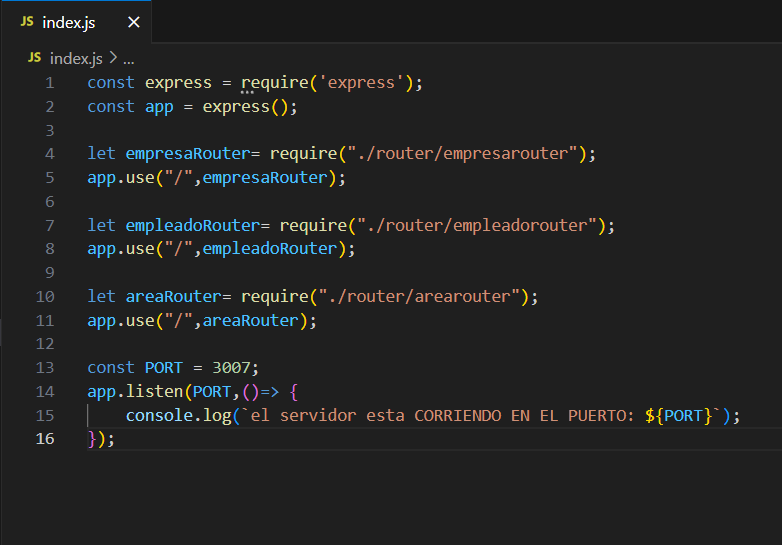 JS index.js ×
JS index.js > ...
1 const express = require('express');
2 const app = express();
3
4 let empresaRouter= require("./router/empresarouter");
5 app.use("/",empresaRouter);
6
7 let empleadoRouter= require("./router/empleadorouter");
8 app.use("/",empleadoRouter);
9
10 let areaRouter= require("./router/arearouter");
11 app.use("/",areaRouter);
12
13 const PORT = 3007;
14 app.listen(PORT,()=> {
15 console.log(`el servidor esta CORRIENDO EN EL PUERTO: ${PORT}`);
16 });